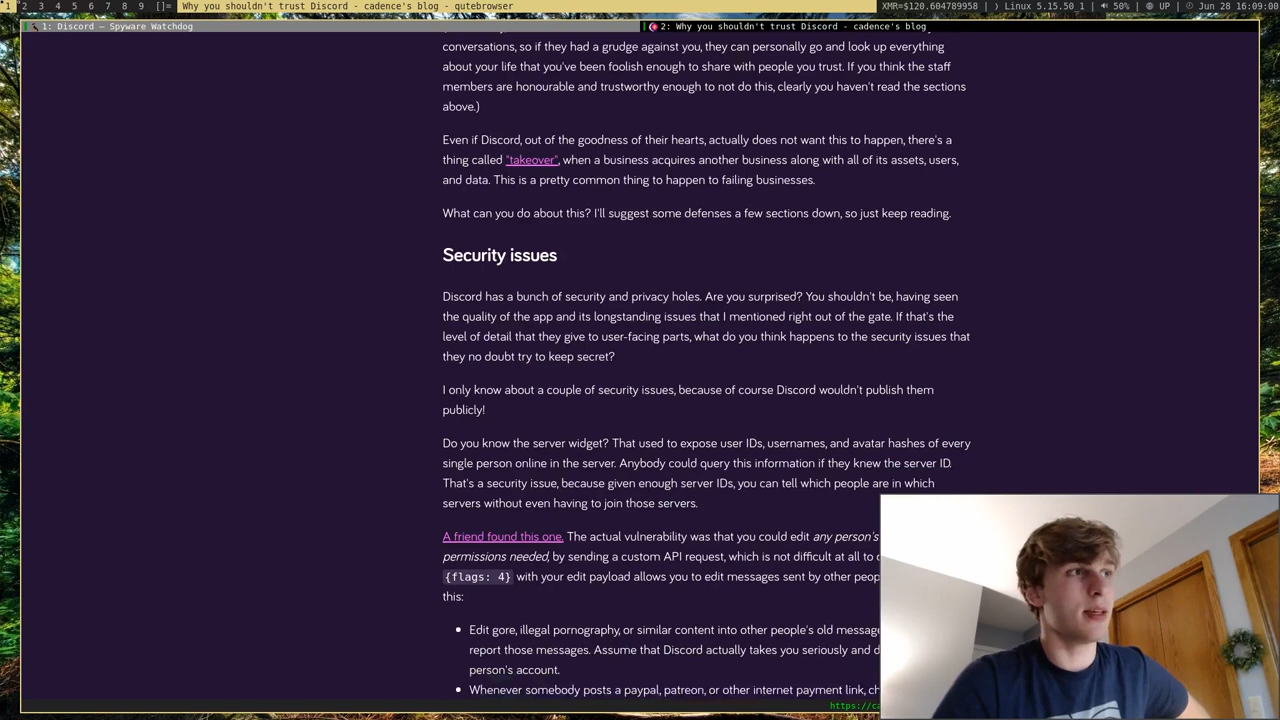 1 2 3 4 5 6 7 8 9 []= Why you shouldn't trust Discord - cadence's blog - qutebrowser XMR=$120.604789958 | Linux 5.15.50_1 | 50% | UP | Jun 28 16:09:00
1: Discord — Spyware Watchdog 2: Why you shouldn't trust Discord - cadence's blog
conversations, so if they had a grudge against you, they can personally go and look up everything
about your life that you've been foolish enough to share with people you trust. If you think the staff
members are honourable and trustworthy enough to not do this, clearly you haven't read the sections
above.)
Even if Discord, out of the goodness of their hearts, actually does not want this to happen, there's a
thing called "takeover", when a business acquires another business along with all of its assets, users,
and data. This is a pretty common thing to happen to failing businesses.
What can you do about this? I'll suggest some defenses a few sections down, so just keep reading.
Security issues
Discord has a bunch of security and privacy holes. Are you surprised? You shouldn't be, having seen
the quality of the app and its longstanding issues that I mentioned right out of the gate. If that's the
level of detail that they give to user-facing parts, what do you think happens to the security issues that
they no doubt try to keep secret?
I only know about a couple of security issues, because of course Discord wouldn't publish them
publicly!
Do you know the server widget? That used to expose user IDs, usernames, and avatar hashes of every
single person online in the server. Anybody could query this information if they knew the server ID.
That's a security issue, because given enough server IDs, you can tell which people are in which
servers without even having to join those servers.
A friend found this one. The actual vulnerability was that you could edit any person's
permissions needed, by sending a custom API request, which is not difficult at all to
{flags: 4} with your edit payload allows you to edit messages sent by other
this:
• Edit gore, illegal pornography, or similar content into other people's old
report those messages. Assume that Discord actually takes you seriously and
person's account.
• Whenever somebody posts a paypal, patreon, or other internet payment link,